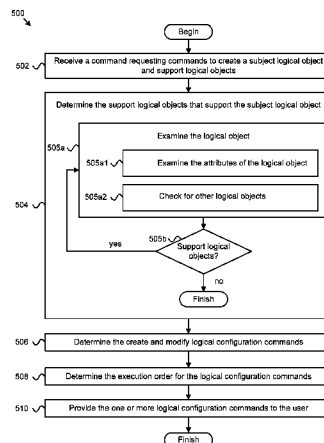 500
Begin
502
Receive a command requesting commands to create a subject logical object
and support logical objects
Determine the support logical objects that support the subject logical object
505a
Examine the logical object
505a1
Examine the attributes of the logical object
505a2
Check for other logical objects
504
505b
yes
Support logical
objects?
no
Finish
506
Determine the create and modify logical configuration commands
508
Determine the execution order for the logical configuration commands
510
Provide the one or more logical configuration commands to the user
Finish